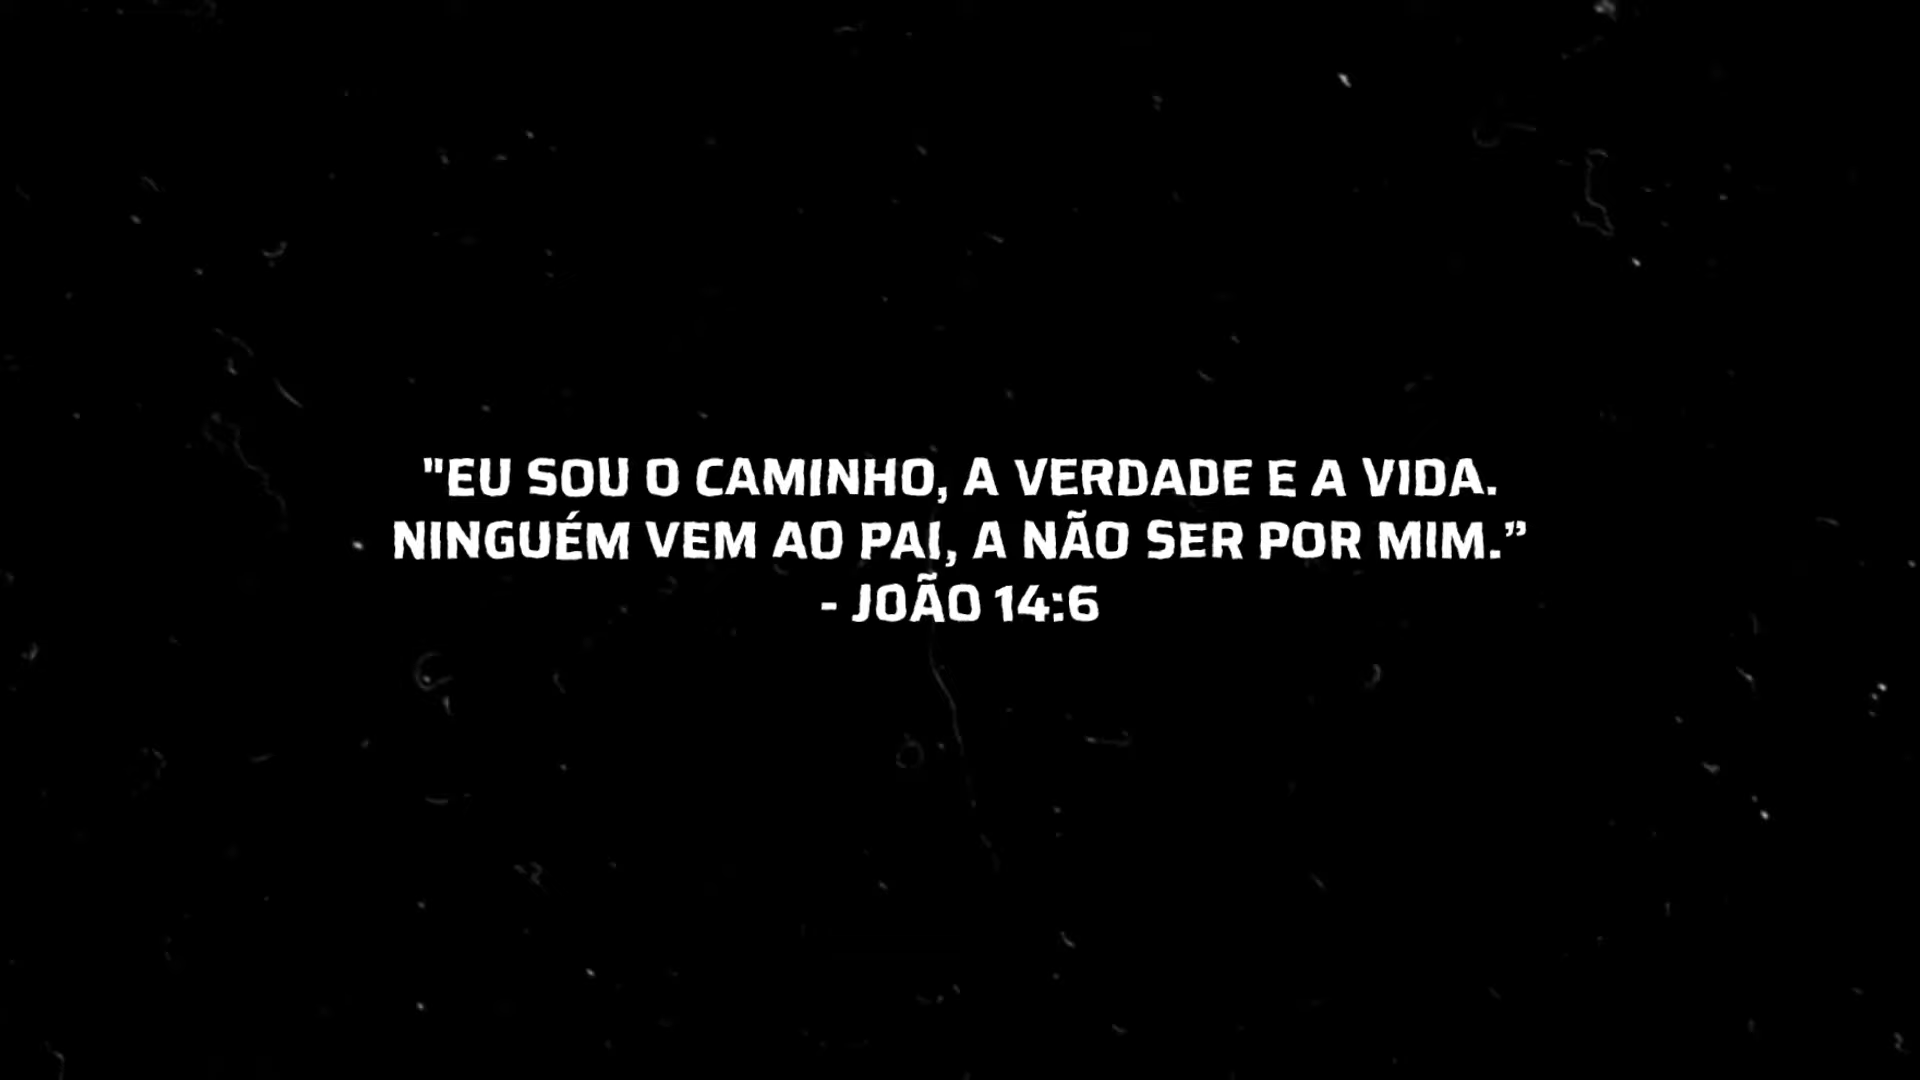 "EU SOU O CAMINHO, A VERDADE E A VIDA.
NINGUÉM VEM AO PAI, A NÃO SER POR MIM.”
- JOÃO 14:6